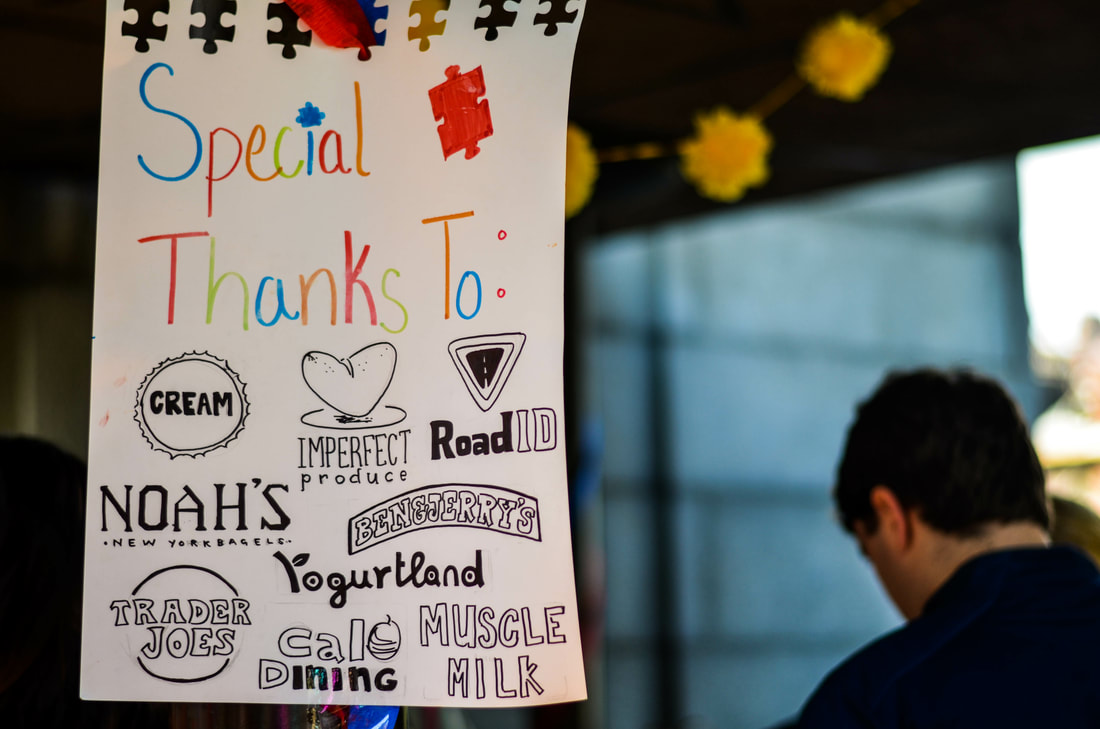 Special
Thanks To:
CREAM
IMPERFECT
produce
RoadID
NOAH'S
·NEW YORK BAGELS.
BEN&JERRY'S
Yogurtland
TRADER
JOES
cal
DINING
MUSCLE
MILK